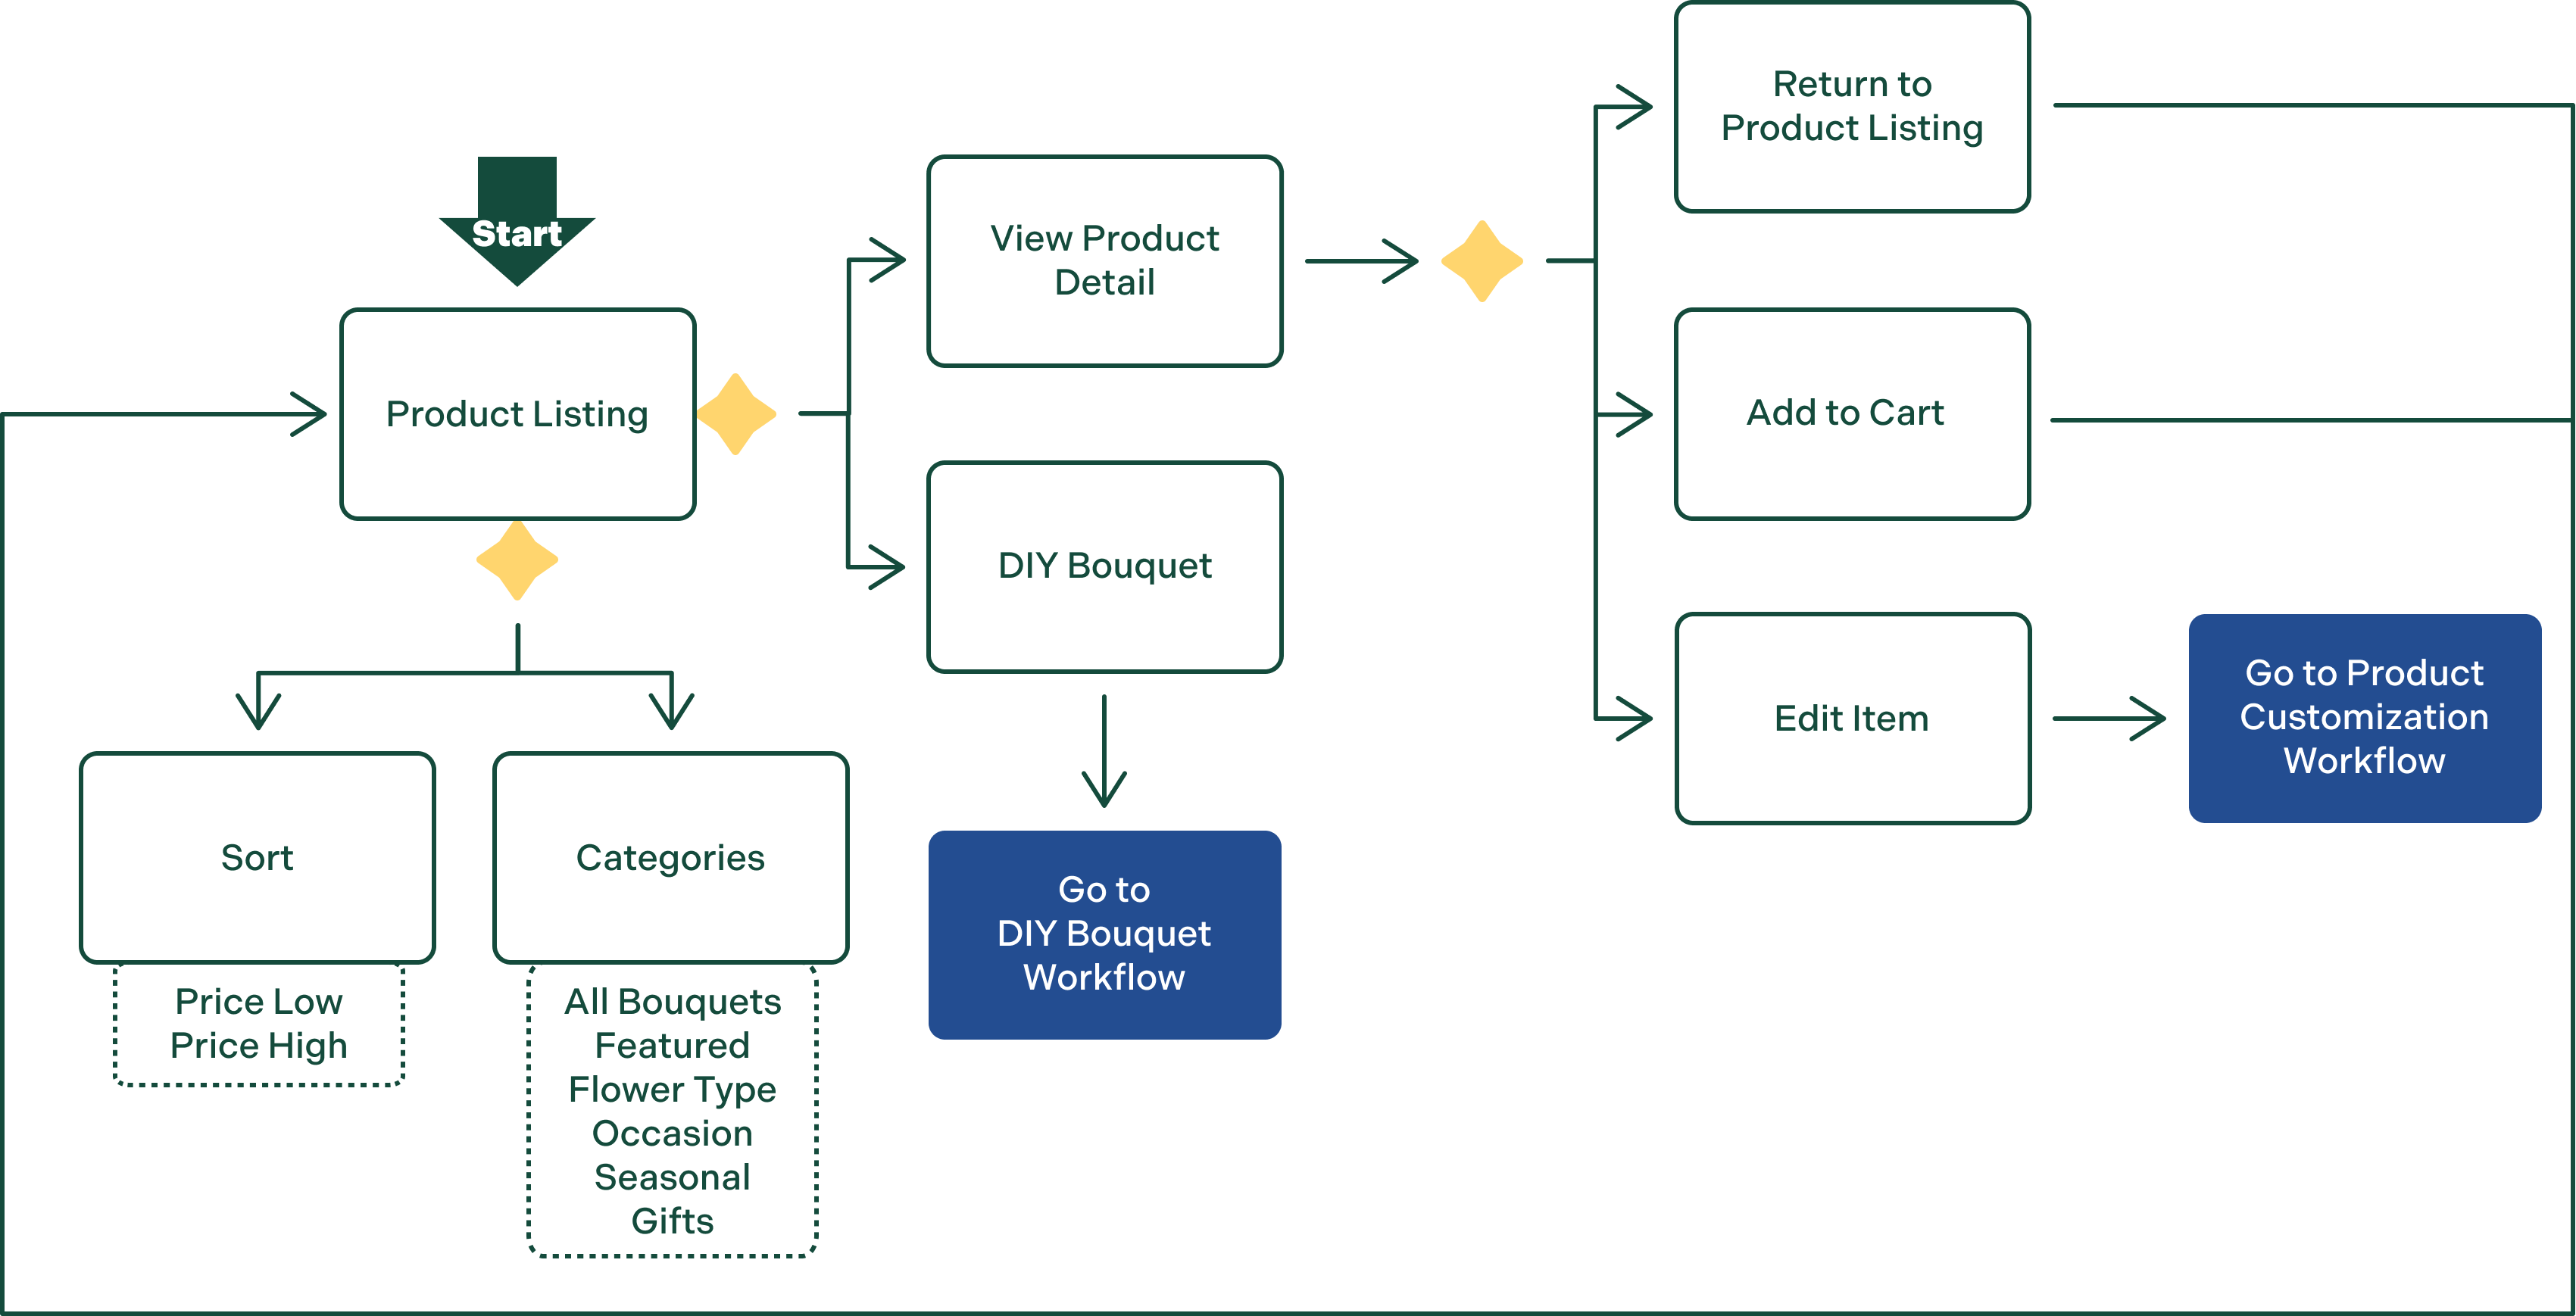 Start
Product Listing
View Product
Detail
DIY Bouquet
Return to
Product Listing
Add to Cart
Edit Item
Go to Product
Customization
Workflow
Go to
DIY Bouquet
Workflow
Sort
Price Low
Price High
Categories
All Bouquets
Featured
Flower Type
Occasion
Seasonal
Gifts